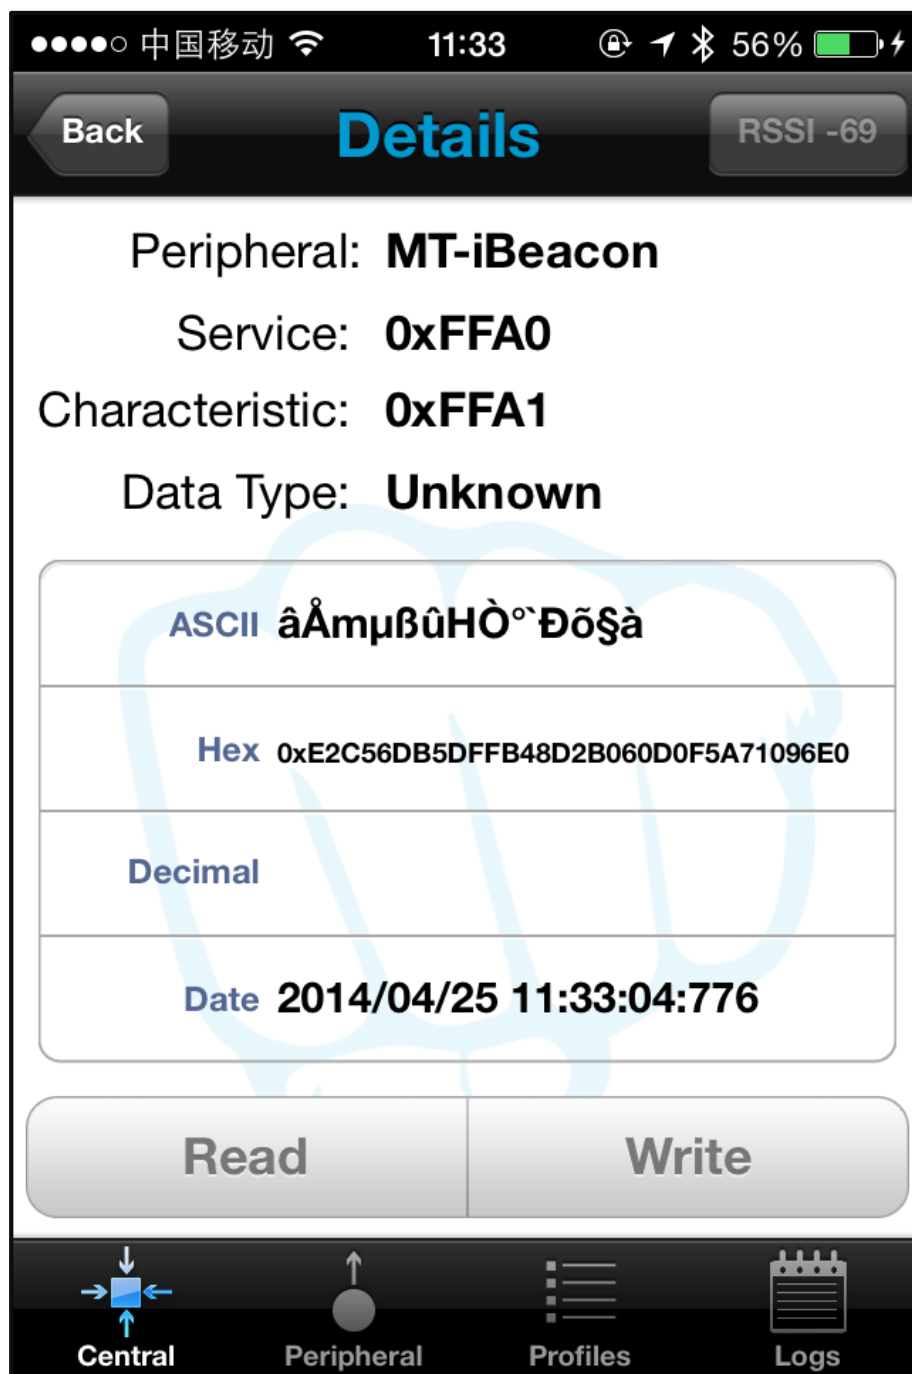 中国移动 11:33 56%
Back Details RSSI -69
Peripheral: MT-iBeacon
Service: 0xFFA0
Characteristic: 0xFFA1
Data Type: Unknown
ASCII âÅmµßûHÒ°`Ðõ§à
Hex 0xE2C56DB5DFFB48D2B060D0F5A71096E0
Decimal
Date 2014/04/25 11:33:04:776
Read Write
Central Peripheral Profiles Logs